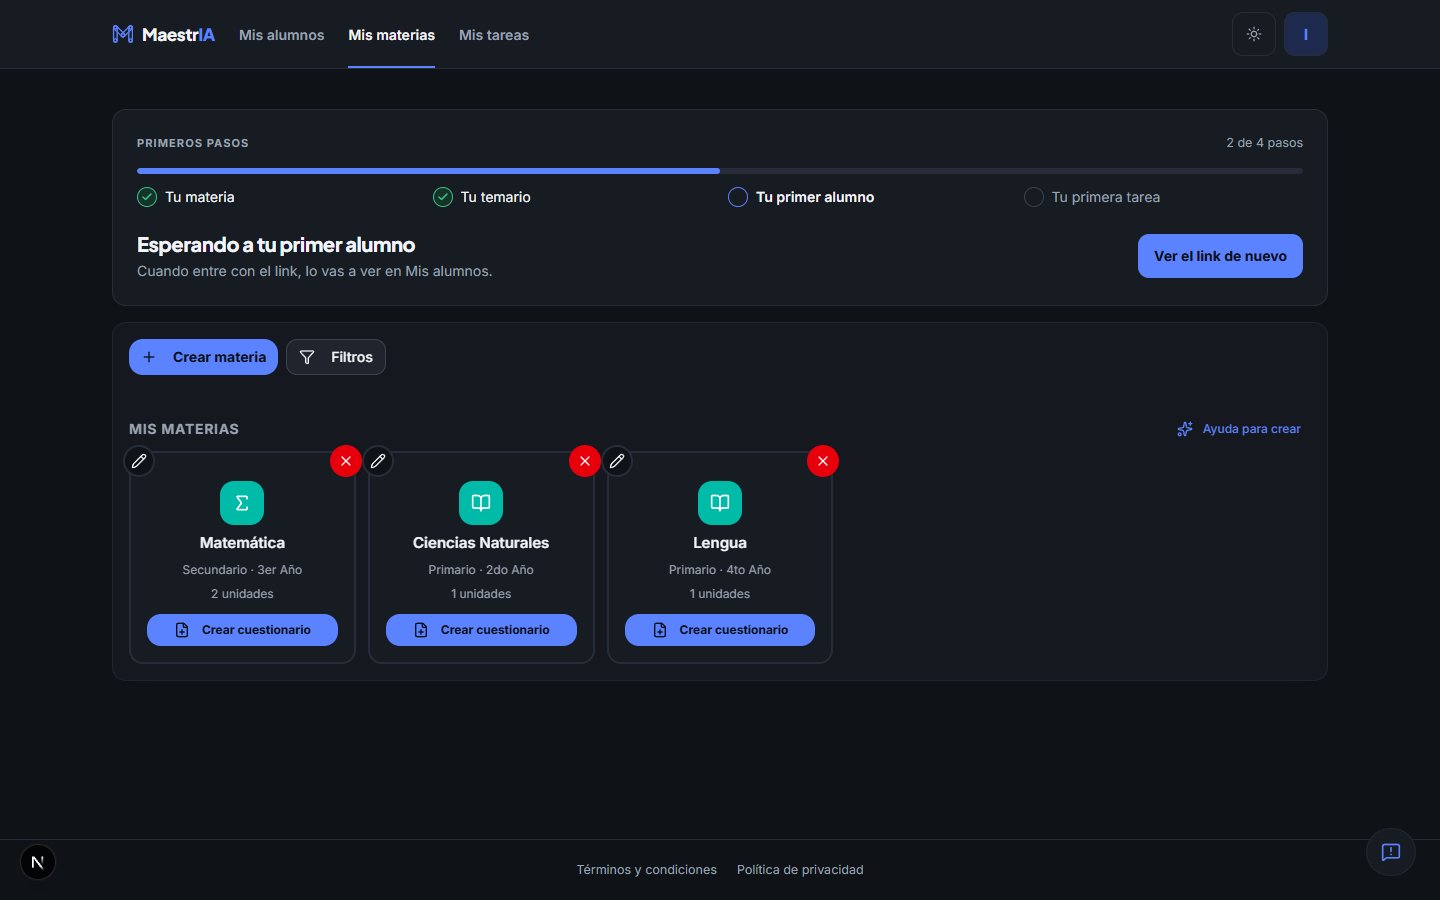 MaestrIA
Mis alumnos
Mis materias
Mis tareas
I
PRIMEROS PASOS
2 de 4 pasos
Tu materia
Tu temario
Tu primer alumno
Tu primera tarea
Esperando a tu primer alumno
Cuando entre con el link, lo vas a ver en Mis alumnos.
Ver el link de nuevo
Crear materia
Filtros
MIS MATERIAS
Ayuda para crear
Matemática
Secundario · 3er Año
2 unidades
Crear cuestionario
Ciencias Naturales
Primario · 2do Año
1 unidades
Crear cuestionario
Lengua
Primario · 4to Año
1 unidades
Crear cuestionario
N
Términos y condiciones
Política de privacidad